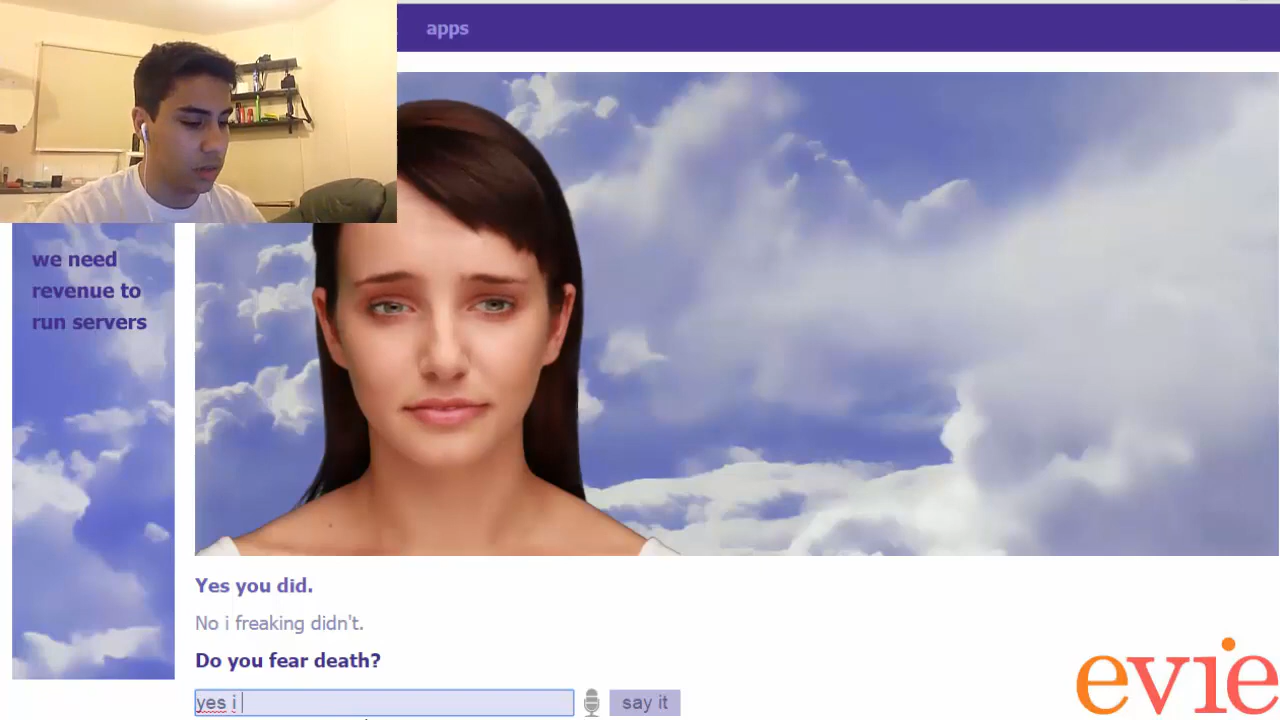 apps
we need
revenue to
run servers
Yes you did.
No i freaking didn't.
Do you fear death?
yes i
say it
evie